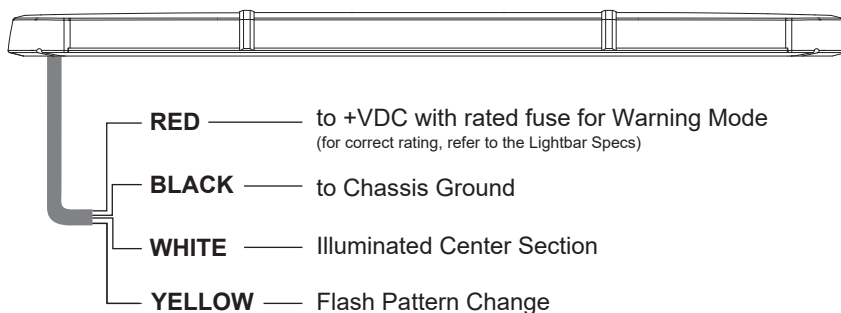 RED to +VDC with rated fuse for Warning Mode
(for correct rating, refer to the Lightbar Specs)
BLACK to Chassis Ground
WHITE Illuminated Center Section
YELLOW Flash Pattern Change